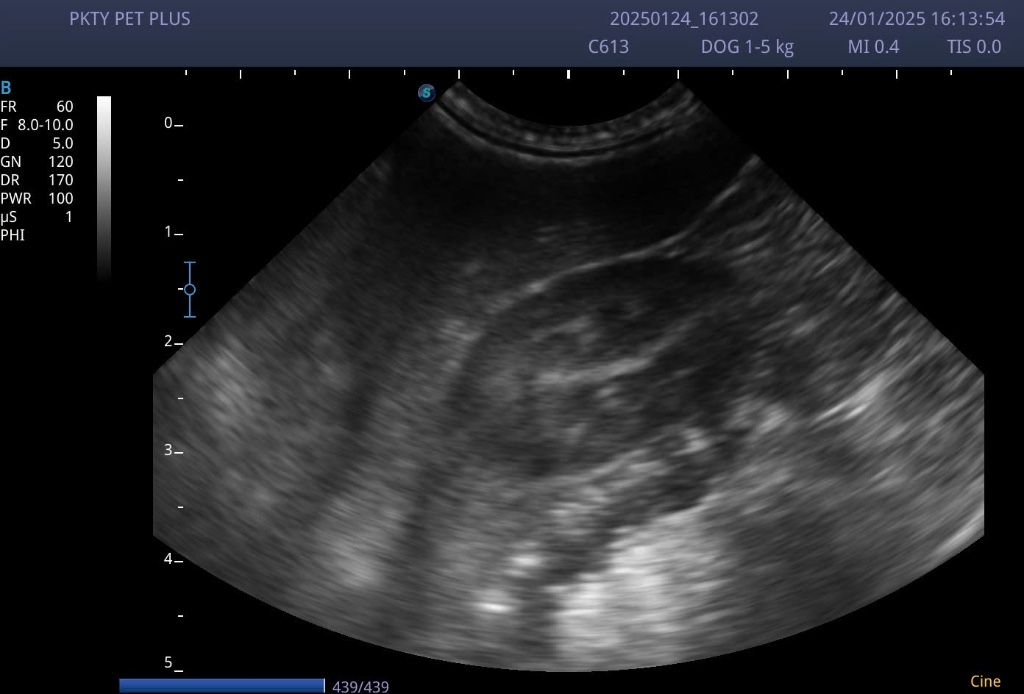 PKTY PET PLUS
20250124_161302
24/01/2025 16:13:54
C613
DOG 1-5 kg
MI 0.4
TIS 0.0
S
B
FR 60
F 8.0-10.0
D 5.0
GN 120
DR 170
PWR 100
µS 1
PHI
0
1
2
3
4
5
439/439
Cine